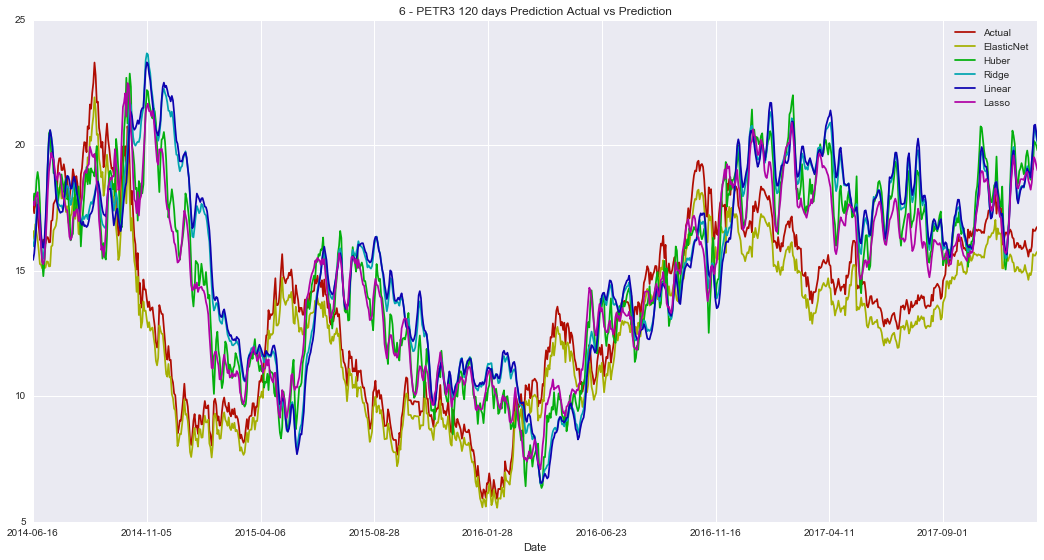 6 - PETR3 120 days Prediction Actual vs Prediction
25
20
15
10
5
Actual
ElasticNet
Huber
Ridge
Linear
Lasso
2014-06-16 2014-11-05 2015-04-06 2015-08-28 2016-01-28 2016-06-23 2016-11-16 2017-04-11 2017-09-01
Date